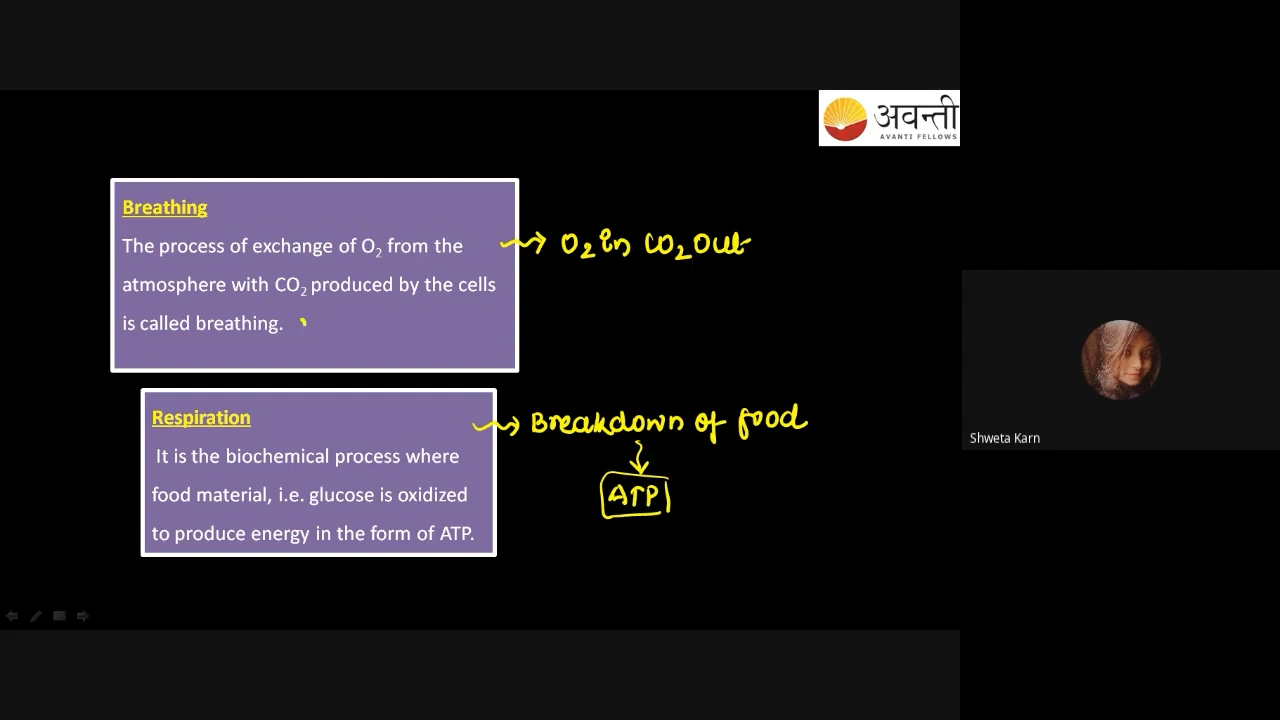 अवन्ती
AVANTI FELLOWS
Breathing
The process of exchange of O₂ from the
atmosphere with CO₂ produced by the cells
is called breathing.
O₂ in CO₂ Out
Respiration
It is the biochemical process where
food material, i.e. glucose is oxidized
to produce energy in the form of ATP.
Breakdown of food
ATP
Shweta Karn